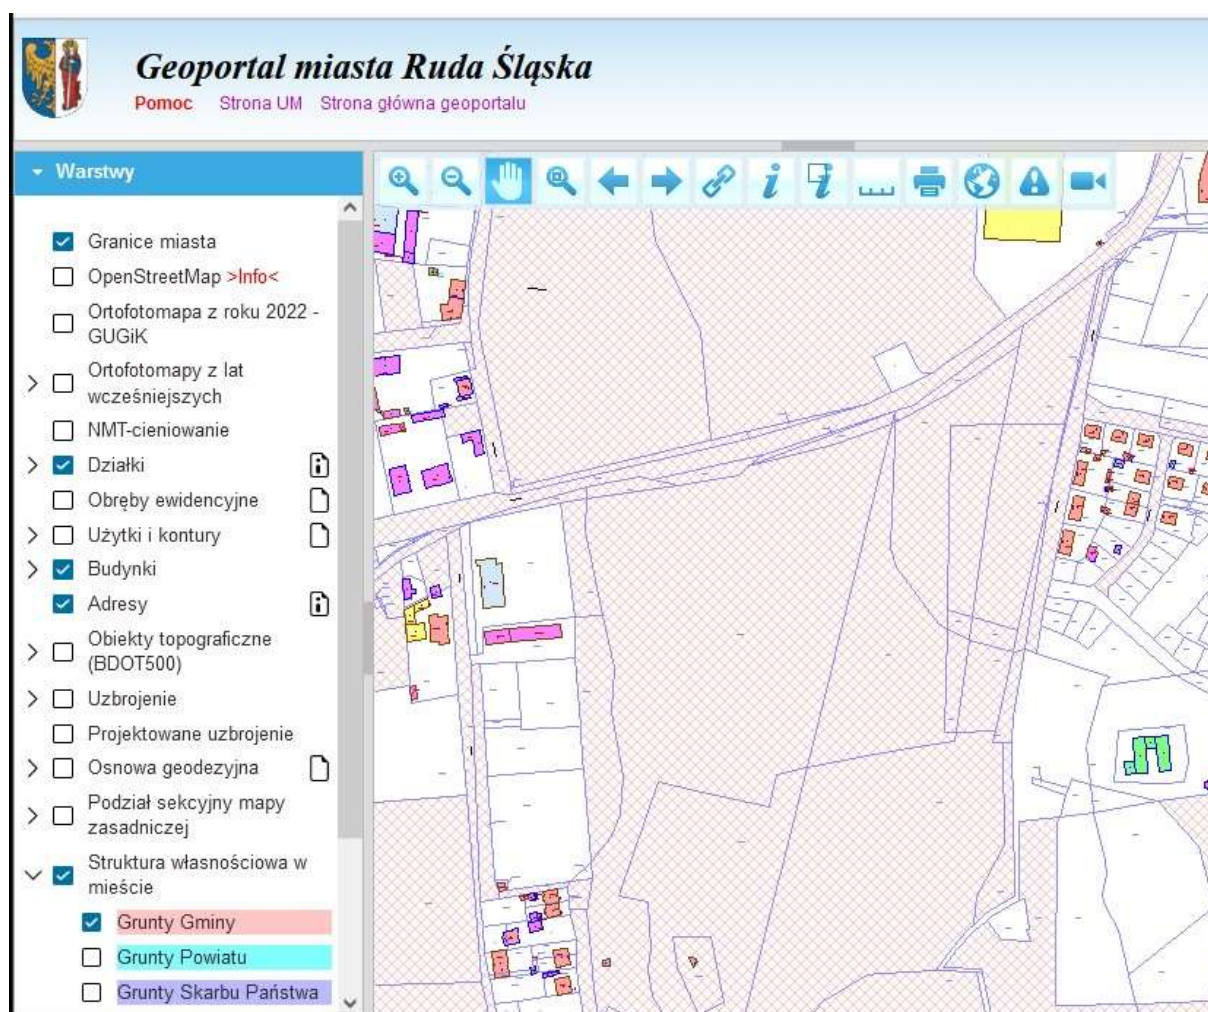 Geoportal miasta Ruda Śląska
Pomoc Strona UM Strona główna geoportalu
Warstwy
Granice miasta
OpenStreetMap >Info<
Ortofotomapa z roku 2022 -
GUGiK
Ortofotomapy z lat
wcześniejszych
NMT-cieniowanie
Działki
Obręby ewidencyjne
Użytki i kontury
Budynki
Adresy
Obiekty topograficzne
(BDOT500)
Uzbrojenie
Projektowane uzbrojenie
Osnowa geodezyjna
Podział sekcyjny mapy
zasadniczej
Struktura własnościowa w
mieście
Grunty Gminy
Grunty Powiatu
Grunty Skarbu Państwa